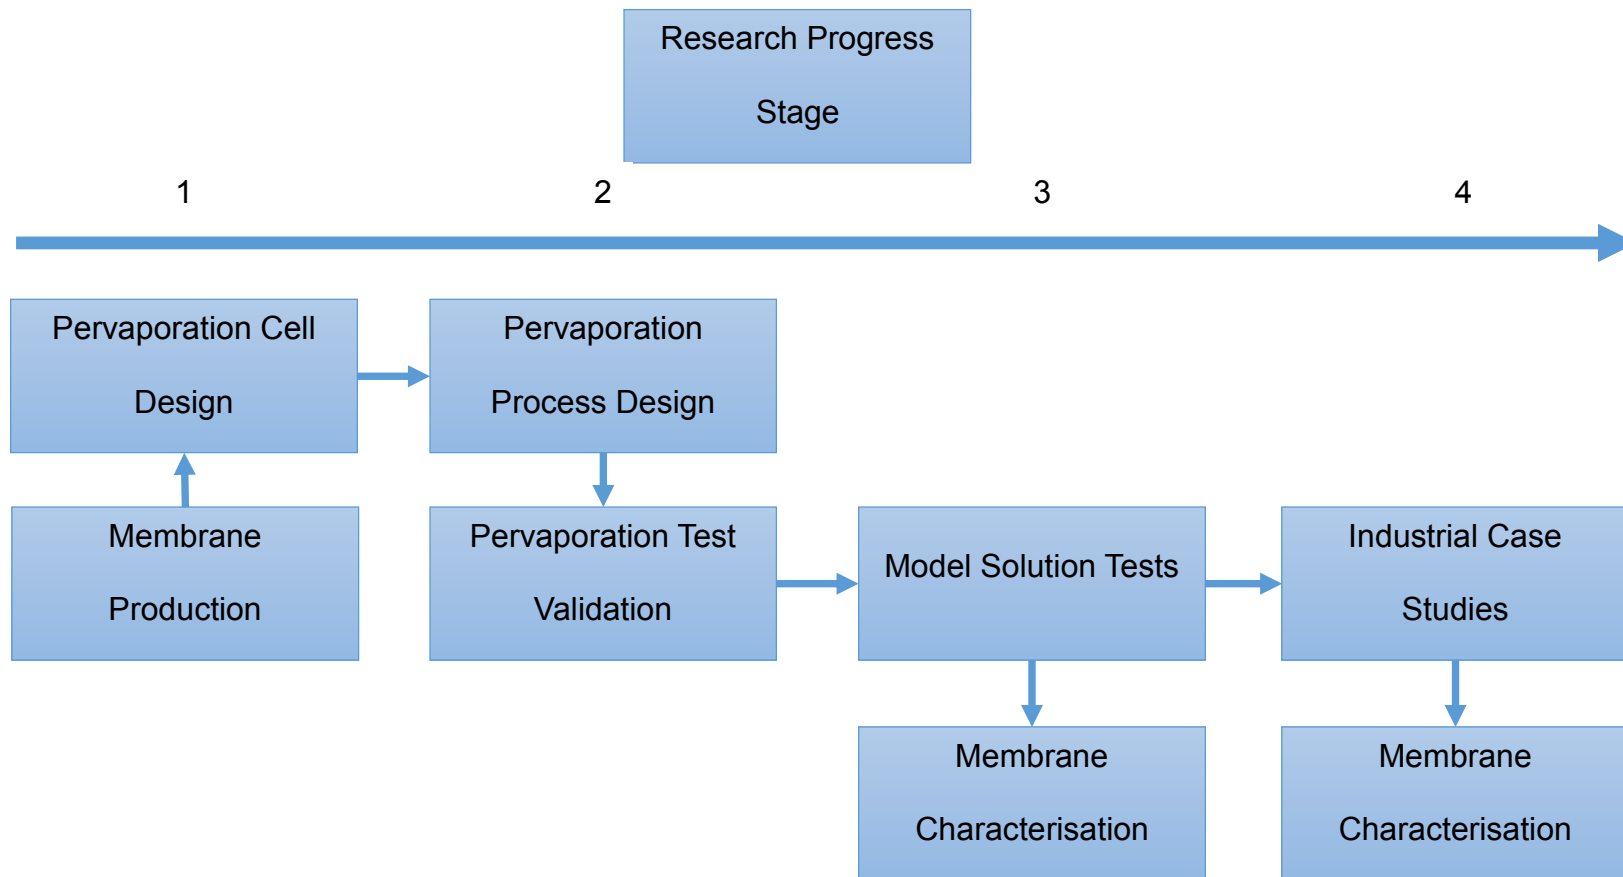 Research Progress
Stage
1
2
3
4
Pervaporation Cell
Design
Pervaporation
Process Design
Membrane
Production
Pervaporation Test
Validation
Model Solution Tests
Industrial Case
Studies
Membrane
Characterisation
Membrane
Characterisation